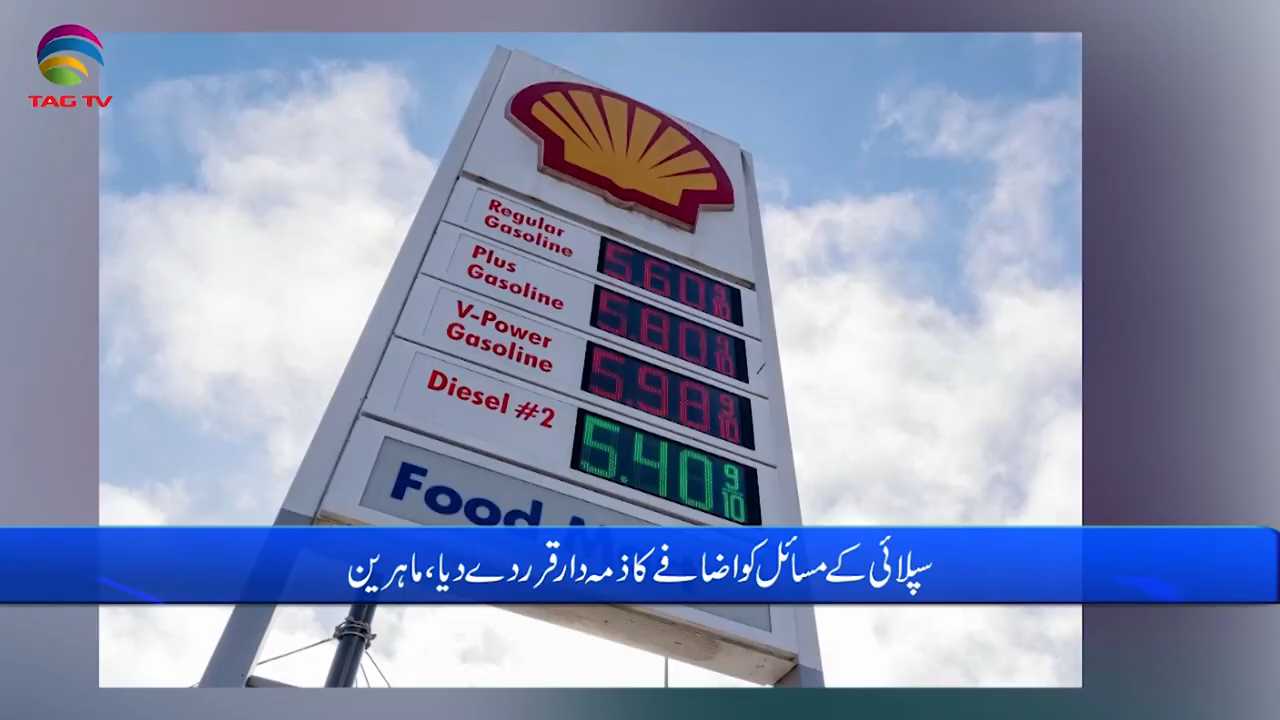 TAG TV
Regular
Gasoline
5.60 9/10
Plus
Gasoline
5.80 9/10
V-Power
Gasoline
5.98 9/10
Diesel #2
5.40 9/10
Food
سپلائی کے مسائل کو اضافے کا ذمہ دار قرر دے دیا، ماہرین